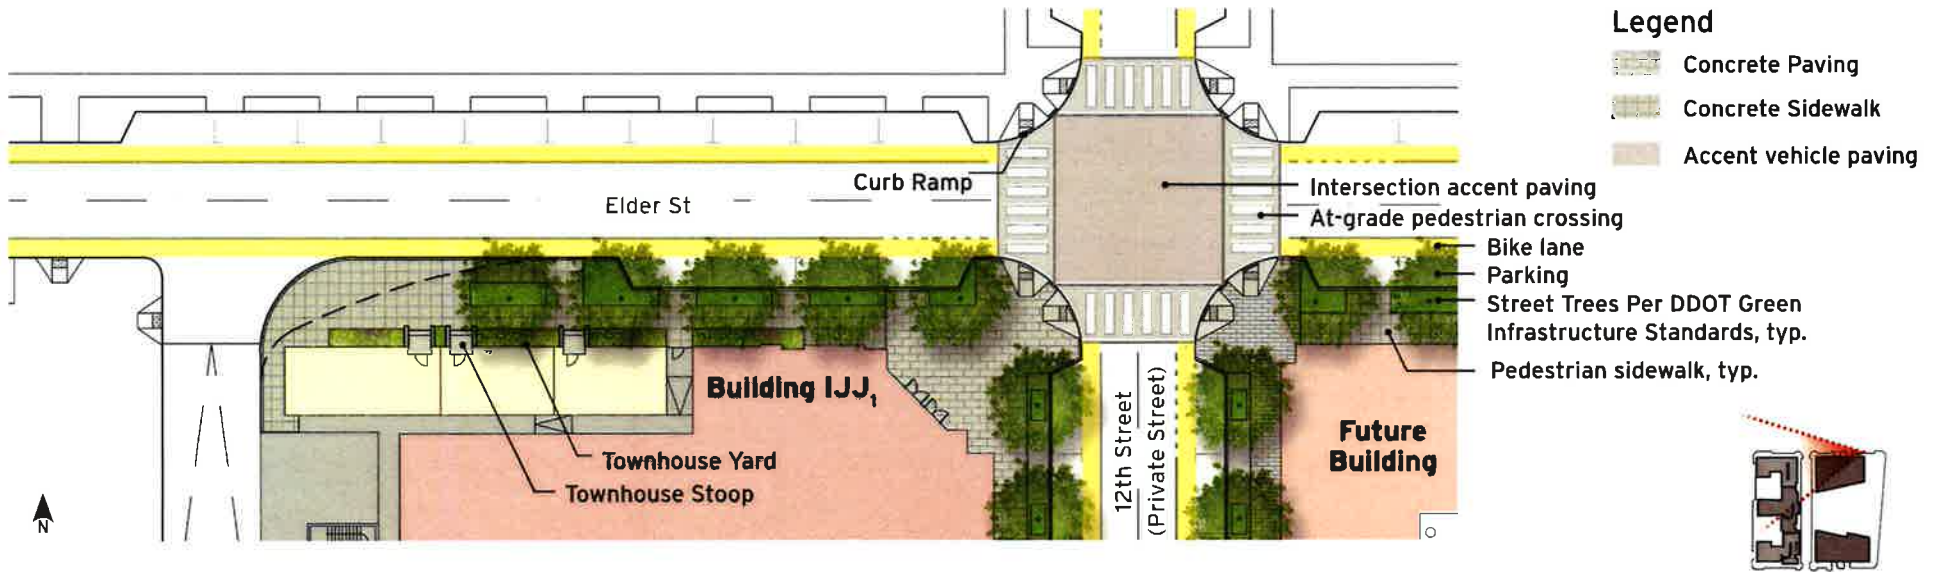 Legend
Concrete Paving
Concrete Sidewalk
Accent vehicle paving
Curb Ramp
Elder St
Intersection accent paving
At-grade pedestrian crossing
Bike lane
Parking
Street Trees Per DDOT Green
Infrastructure Standards, typ.
Pedestrian sidewalk, typ.
Building IJJ₁
12th Street
(Private Street)
Future
Building
Townhouse Yard
Townhouse Stoop
N